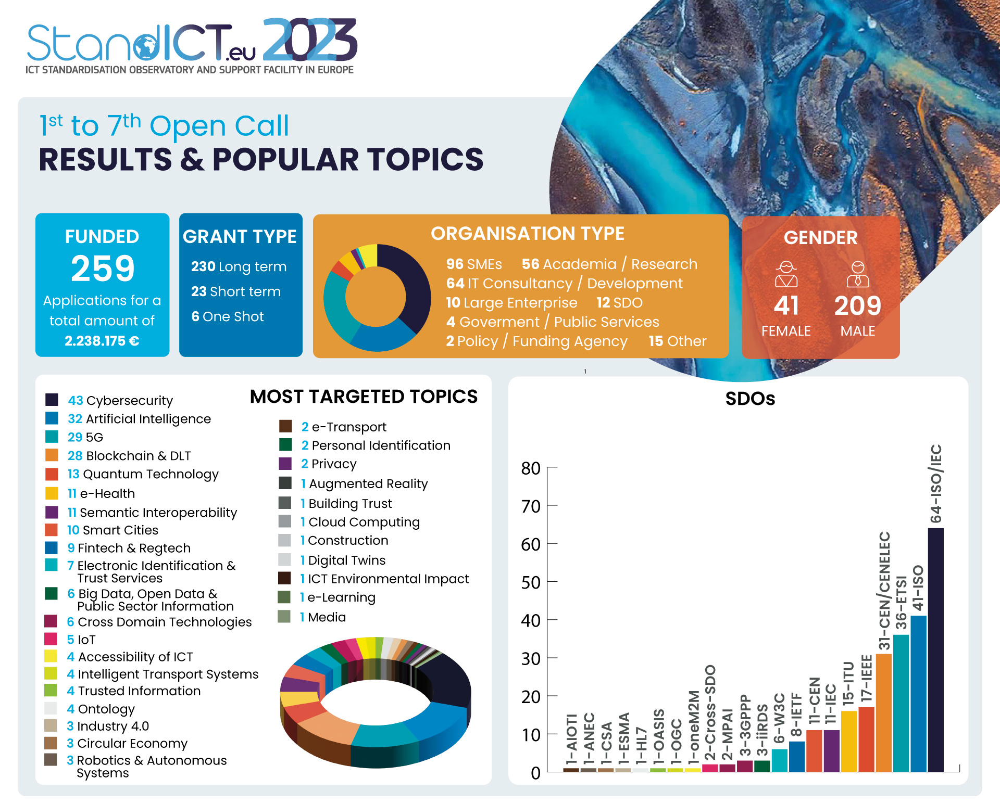 StandICT.eu 2023
ICT STANDARDISATION OBSERVATORY AND SUPPORT FACILITY IN EUROPE
1st to 7th Open Call
RESULTS & POPULAR TOPICS
FUNDED
259
Applications for a
total amount of
2.238.175 €
GRANT TYPE
230 Long term
23 Short term
6 One Shot
ORGANISATION TYPE
96 SMEs 56 Academia / Research
64 IT Consultancy / Development
10 Large Enterprise 12 SDO
4 Goverment / Public Services
2 Policy / Funding Agency 15 Other
GENDER
41
FEMALE
209
MALE
1
MOST TARGETED TOPICS
43 Cybersecurity
32 Artificial Intelligence
29 5G
28 Blockchain & DLT
13 Quantum Technology
11 e-Health
11 Semantic Interoperability
10 Smart Cities
9 Fintech & Regtech
7 Electronic Identification &
Trust Services
6 Big Data, Open Data &
Public Sector Information
6 Cross Domain Technologies
5 IoT
4 Accessibility of ICT
4 Intelligent Transport Systems
4 Trusted Information
4 Ontology
3 Industry 4.0
3 Circular Economy
3 Robotics & Autonomous
Systems
2 e-Transport
2 Personal Identification
2 Privacy
1 Augmented Reality
1 Building Trust
1 Cloud Computing
1 Construction
1 Digital Twins
1 ICT Environmental Impact
1 e-Learning
1 Media
SDOs
80
70
60
50
40
30
20
10
0
1-AIOTI
1-ANEC
1-CSA
1-ESMA
1-HL7
1-OASIS
1-OGC
1-oneM2M
2-Cross-SDO
2-MPAI
3-3GPPP
3-iiRDS
6-W3C
8-IETF
11-CEN
11-IEC
15-ITU
17-IEEE
31-CEN/CENELEC
36-ETSI
41-ISO
64-ISO/IEC